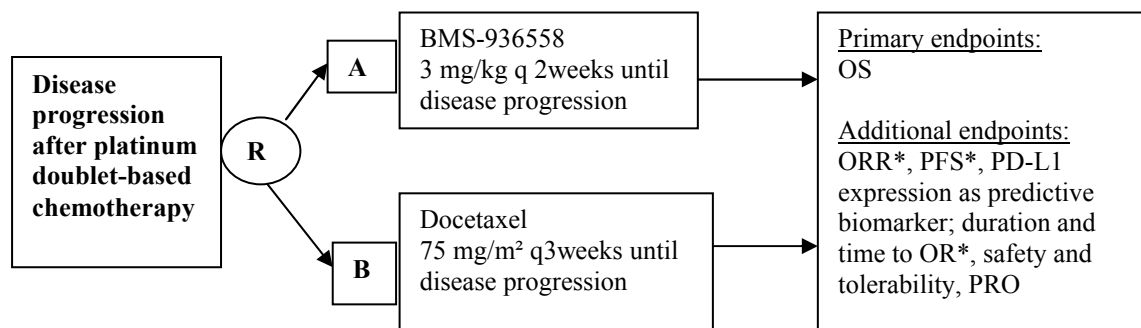 Disease
progression
after platinum
doublet-based
chemotherapy
R
A
BMS-936558
3 mg/kg q 2weeks until
disease progression
B
Docetaxel
75 mg/m² q3weeks until
disease progression
Primary endpoints:
OS
Additional endpoints:
ORR*, PFS*, PD-L1
expression as predictive
biomarker; duration and
time to OR*, safety and
tolerability, PRO